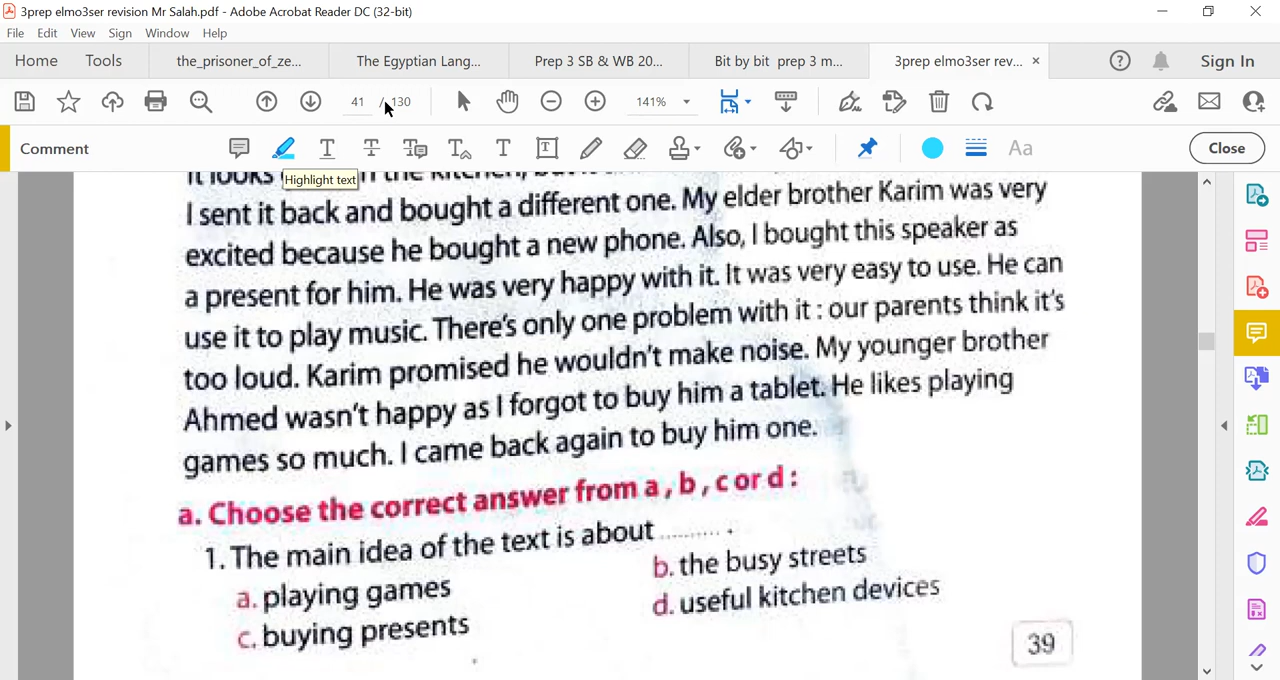 3prep elmo3ser revision Mr Salah.pdf - Adobe Acrobat Reader DC (32-bit)
File Edit View Sign Window Help
Home Tools the_prisoner_of_ze... The Egyptian Lang... Prep 3 SB & WB 20... Bit by bit prep 3 m... 3prep elmo3ser rev... Sign In
41 / 130 141%
Comment Aa Close
Highlight text
It looks the kitchen, but
I sent it back and bought a different one. My elder brother Karim was very
excited because he bought a new phone. Also, I bought this speaker as
a present for him. He was very happy with it. It was very easy to use. He can
use it to play music. There's only one problem with it : our parents think it's
too loud. Karim promised he wouldn't make noise. My younger brother
Ahmed wasn't happy as I forgot to buy him a tablet. He likes playing
games so much. I came back again to buy him one.
a. Choose the correct answer from a , b , c or d :
1. The main idea of the text is about .......... .
a. playing games
b. the busy streets
c. buying presents
d. useful kitchen devices
39